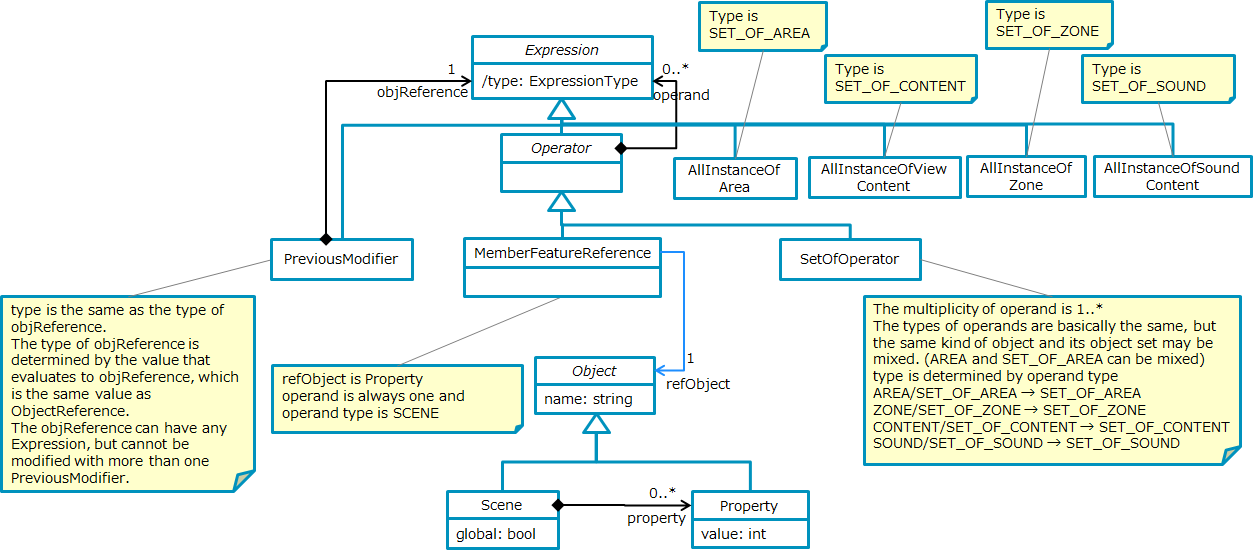 Type is
SET_OF_AREA
Type is
SET_OF_ZONE
Expression
/type: ExpressionType
1
objReference
0..*
operand
Type is
SET_OF_CONTENT
Type is
SET_OF_SOUND
Operator
AllInstanceOf
Area
AllInstanceOfView
Content
AllInstanceOf
Zone
AllInstanceOfSound
Content
PreviousModifier
MemberFeatureReference
SetOfOperator
type is the same as the type of
objReference.
The type of objReference is
determined by the value that
evaluates to objReference, which
is the same value as
ObjectReference.
The objReference can have any
Expression, but cannot be
modified with more than one
PreviousModifier.
refObject is Property
operand is always one and
operand type is SCENE
Object
name: string
1
refObject
The multiplicity of operand is 1..*
The types of operands are basically the same, but
the same kind of object and its object set may be
mixed. (AREA and SET_OF_AREA can be mixed)
type is determined by operand type
AREA/SET_OF_AREA → SET_OF_AREA
ZONE/SET_OF_ZONE → SET_OF_ZONE
CONTENT/SET_OF_CONTENT → SET_OF_CONTENT
SOUND/SET_OF_SOUND → SET_OF_SOUND
Scene
global: bool
0..*
property
Property
value: int